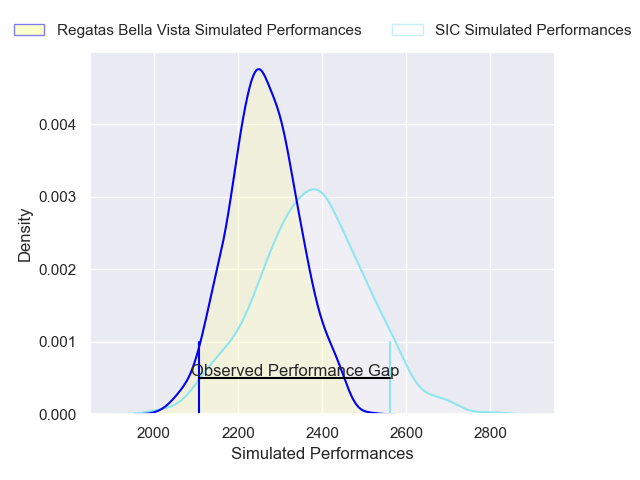 Regatas Bella Vista Simulated Performances
SIC Simulated Performances
Density
0.004
0.003
0.002
0.001
0.000
Observed Performance Gap
2000
2200
2400
2600
2800
Simulated Performances